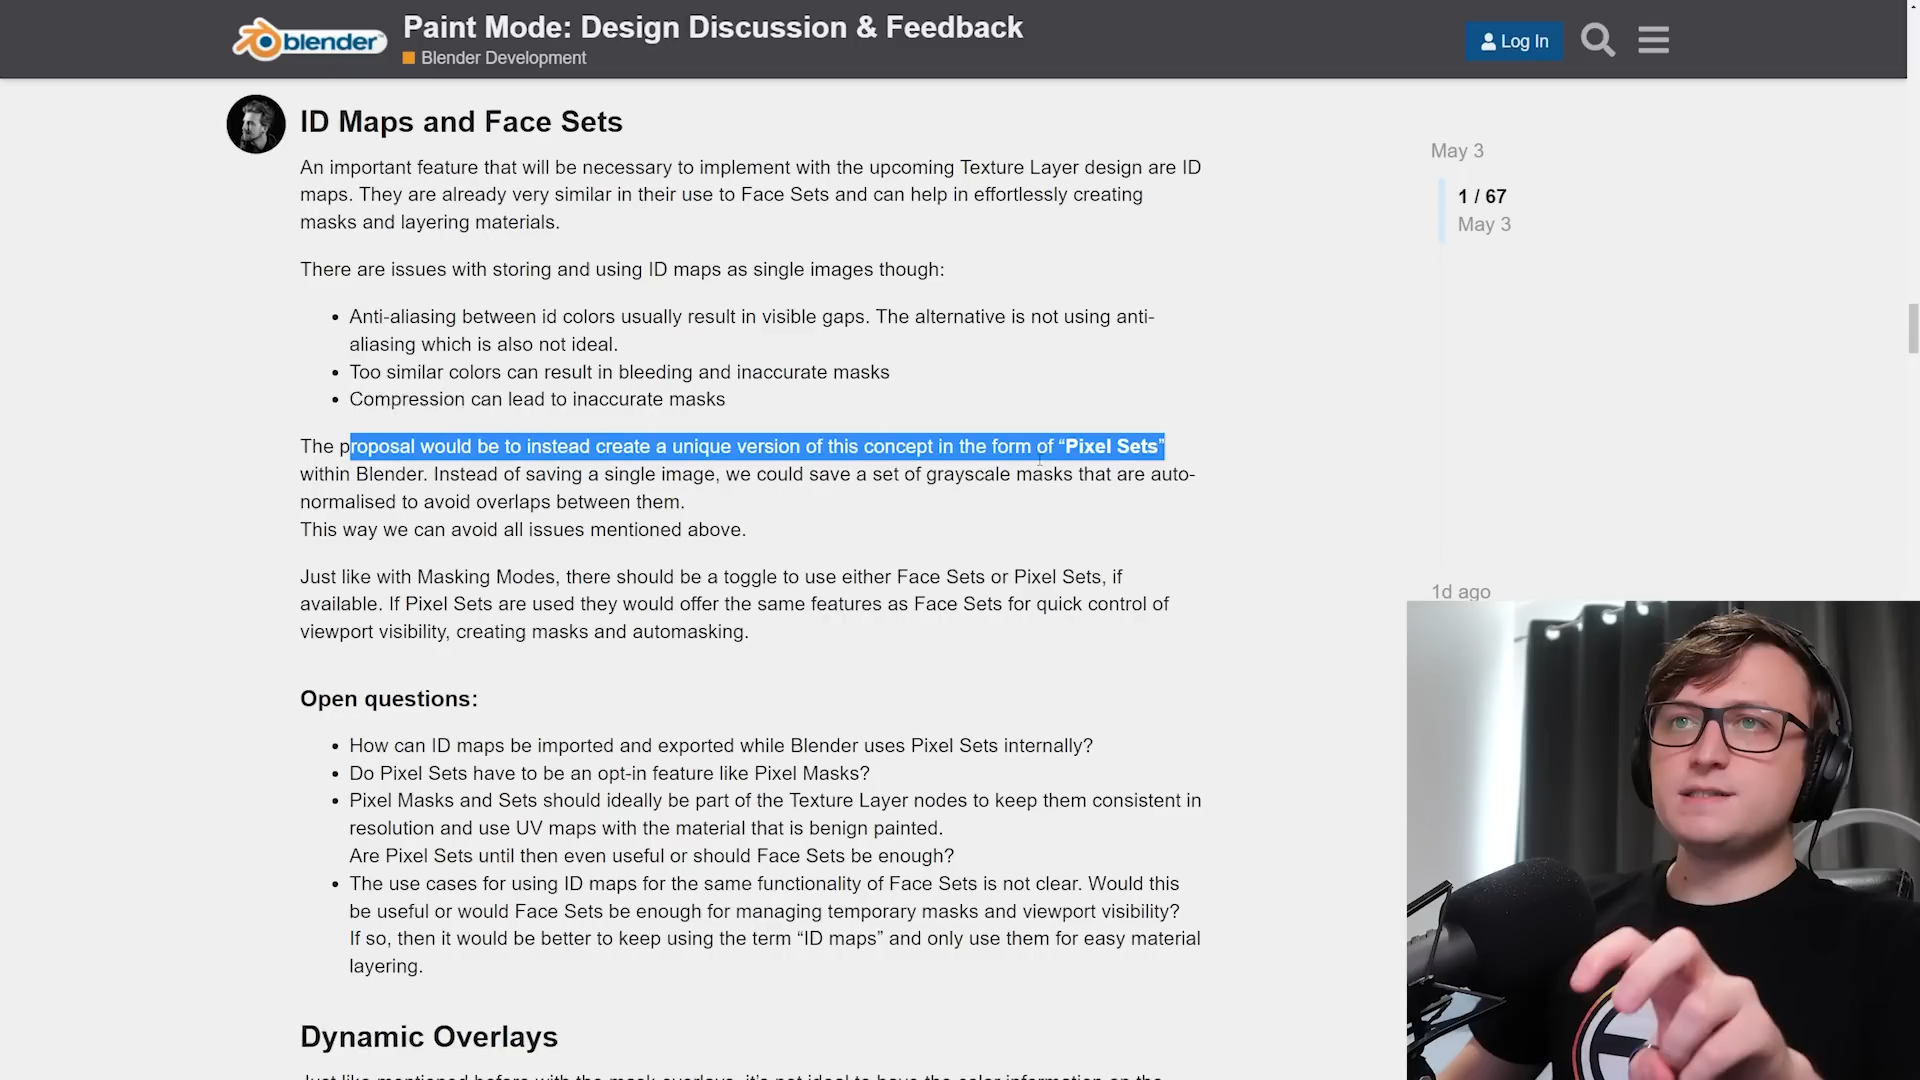 blender
Paint Mode: Design Discussion & Feedback
Blender Development
Log In
ID Maps and Face Sets
An important feature that will be necessary to implement with the upcoming Texture Layer design are ID
maps. They are already very similar in their use to Face Sets and can help in effortlessly creating
masks and layering materials.
There are issues with storing and using ID maps as single images though:
• Anti-aliasing between id colors usually result in visible gaps. The alternative is not using anti-
aliasing which is also not ideal.
• Too similar colors can result in bleeding and inaccurate masks
• Compression can lead to inaccurate masks
The proposal would be to instead create a unique version of this concept in the form of “Pixel Sets”
within Blender. Instead of saving a single image, we could save a set of grayscale masks that are auto-
normalised to avoid overlaps between them.
This way we can avoid all issues mentioned above.
Just like with Masking Modes, there should be a toggle to use either Face Sets or Pixel Sets, if
available. If Pixel Sets are used they would offer the same features as Face Sets for quick control of
viewport visibility, creating masks and automasking.
Open questions:
• How can ID maps be imported and exported while Blender uses Pixel Sets internally?
• Do Pixel Sets have to be an opt-in feature like Pixel Masks?
• Pixel Masks and Sets should ideally be part of the Texture Layer nodes to keep them consistent in
resolution and use UV maps with the material that is benign painted.
Are Pixel Sets until then even useful or should Face Sets be enough?
• The use cases for using ID maps for the same functionality of Face Sets is not clear. Would this
be useful or would Face Sets be enough for managing temporary masks and viewport visibility?
If so, then it would be better to keep using the term “ID maps” and only use them for easy material
layering.
Dynamic Overlays
May 3
1 / 67
May 3
1d ago